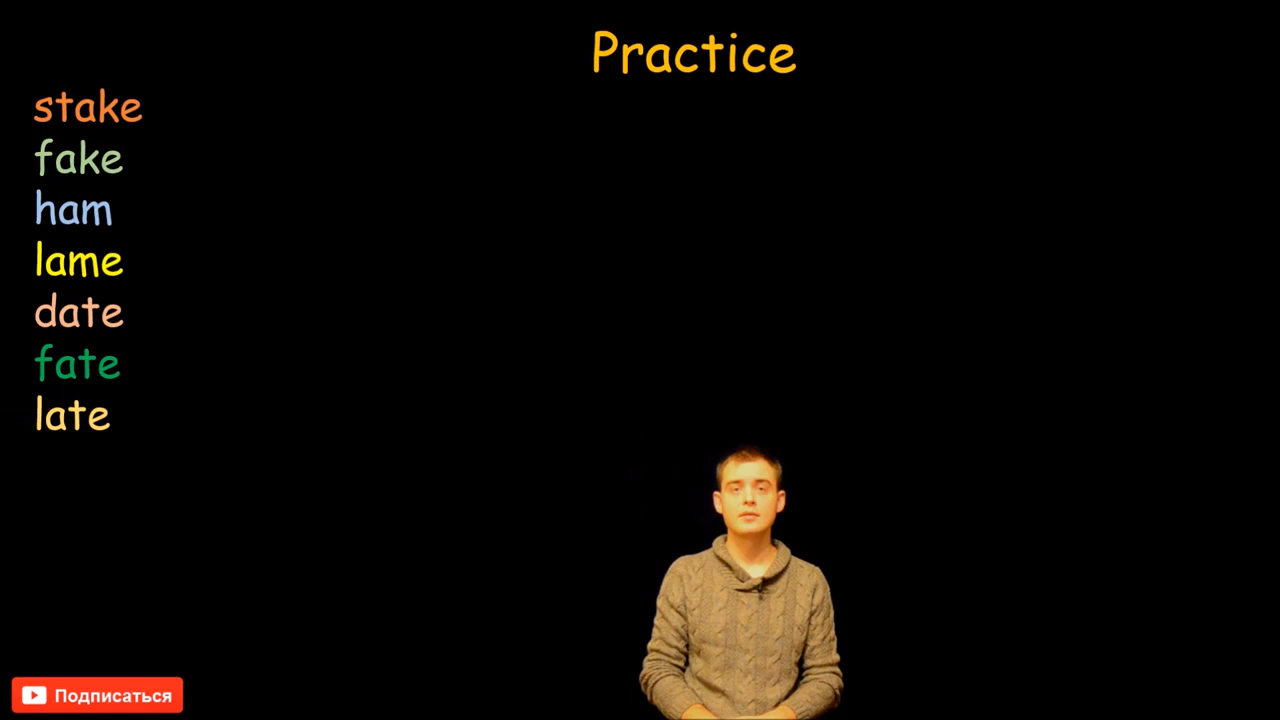 Practice
stake
fake
ham
lame
date
fate
late
Подписаться